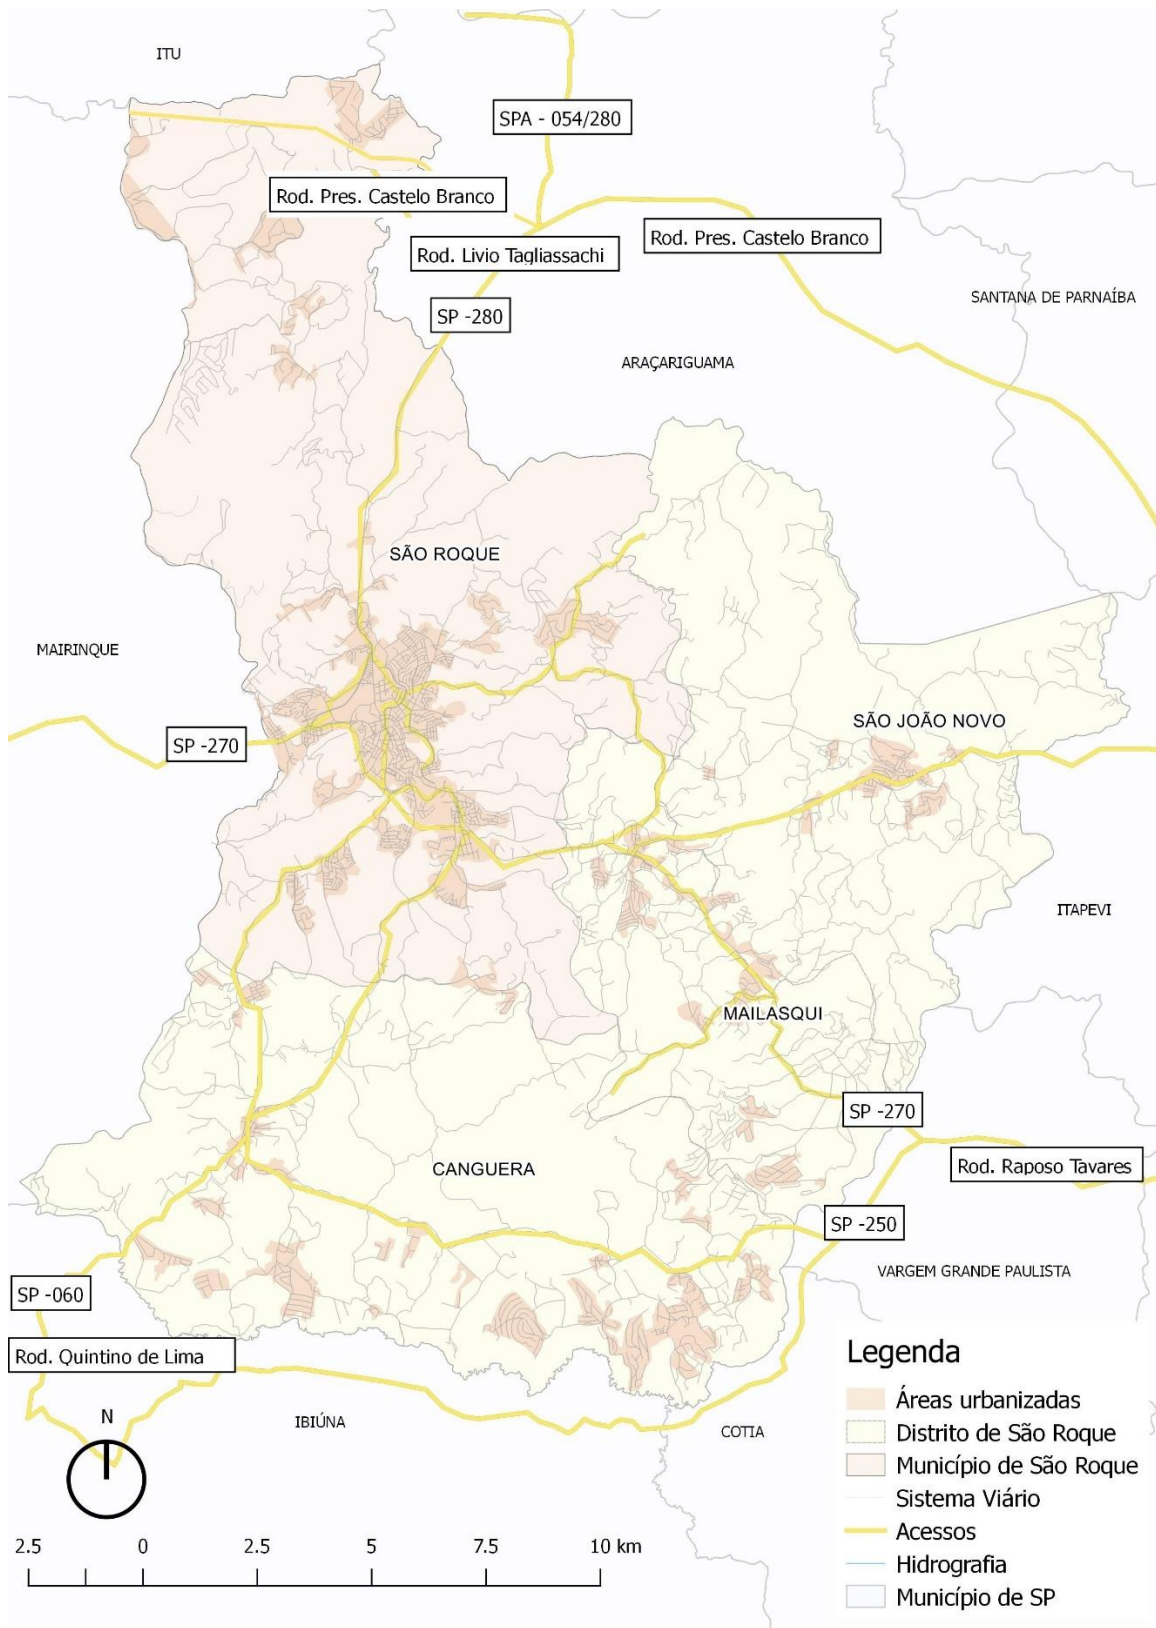 ITU
SPA - 054/280
Rod. Pres. Castelo Branco
Rod. Livio Tagliassachi
Rod. Pres. Castelo Branco
SP -280
SANTANA DE PARNAÍBA
ARAÇARIGUAMA
SÃO ROQUE
MAIRINQUE
SP -270
SÃO JOÃO NOVO
ITAPEVI
MAILASQUI
SP -270
CANGUERA
Rod. Raposo Tavares
SP -250
VARGEM GRANDE PAULISTA
SP -060
Rod. Quintino de Lima
IBIÚNA
COTIA
N
2.5 0 2.5 5 7.5 10 km
Legenda
Áreas urbanizadas
Distrito de São Roque
Município de São Roque
Sistema Viário
Acessos
Hidrografia
Município de SP